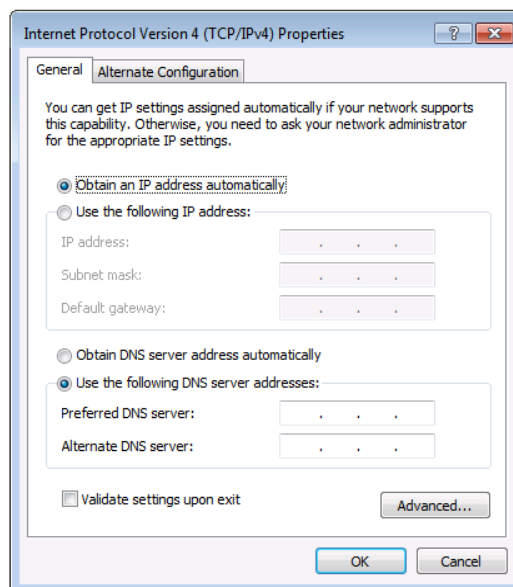 Internet Protocol Version 4 (TCP/IPv4) Properties
?
General
Alternate Configuration
You can get IP settings assigned automatically if your network supports
this capability. Otherwise, you need to ask your network administrator
for the appropriate IP settings.
Obtain an IP address automatically
Use the following IP address:
IP address:
. . .
Subnet mask:
. . .
Default gateway:
. . .
Obtain DNS server address automatically
Use the following DNS server addresses:
Preferred DNS server:
. . .
Alternate DNS server:
. . .
Validate settings upon exit
Advanced...
OK
Cancel